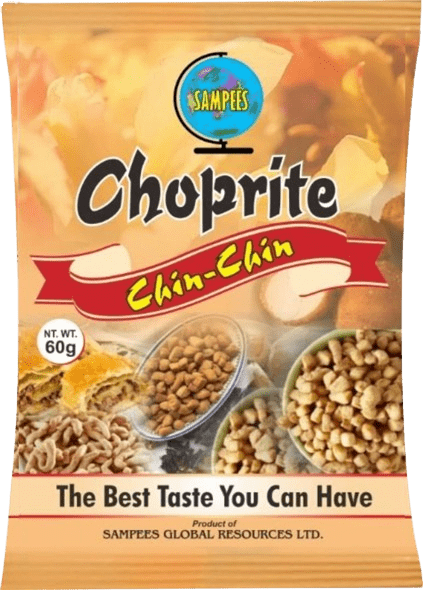 SAMPEES
Choprite
Chin-Chin
NT. WT.
60g
The Best Taste You Can Have
Product of
SAMPEES GLOBAL RESOURCES LTD.